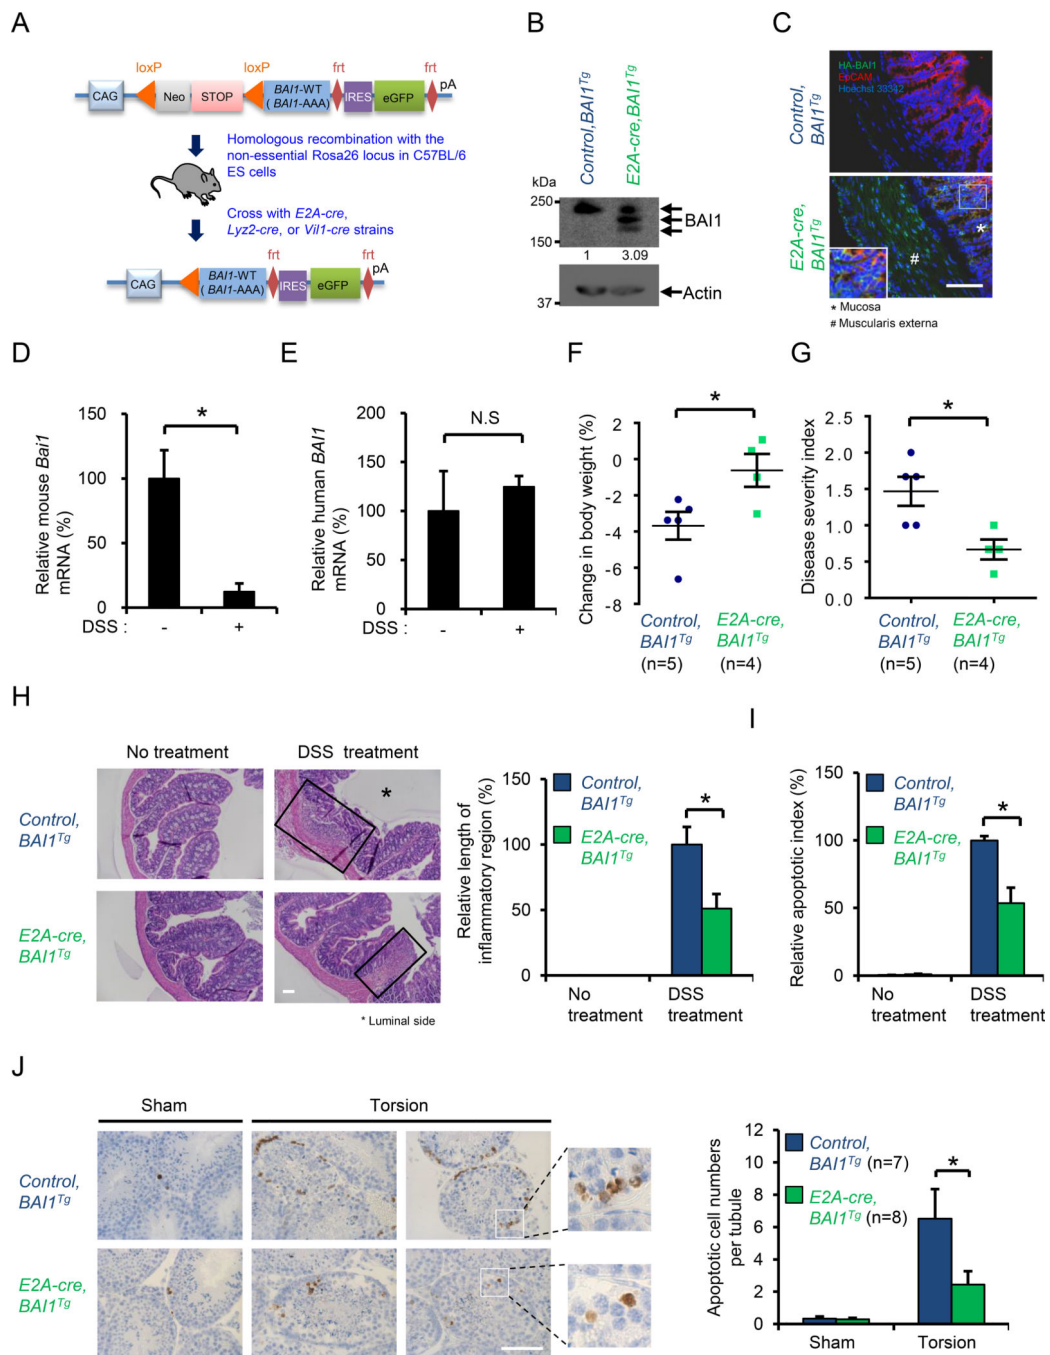 A
loxP loxP frt frt
CAG Neo STOP BAI1-WT IRES eGFP pA
( BAI1-AAA)
Homologous recombination with the
non-essential Rosa26 locus in C57BL/6
ES cells
Cross with E2A-cre,
Lyz2-cre, or Vil1-cre strains
frt frt
CAG BAI1-WT IRES eGFP pA
( BAI1-AAA)
B
Control,BAI1Tg
E2A-cre,BAI1Tg
kDa
250
BAI1
150
1 3.09
Actin
37
C
HA-BAI1
EpCAM
Hoechst 33342
Control,
BAI1Tg
E2A-cre,
BAI1Tg
*
#
* Mucosa
# Muscularis externa
D
Relative mouse Bai1
mRNA (%)
150
100
50
0
*
DSS : - +
E
Relative human BAI1
mRNA (%)
200
150
100
50
0
N.S
DSS : - +
F
Change in body weight (%)
2
0
-2
-4
-6
-8
*
Control,
BAI1Tg
(n=5)
E2A-cre,
BAI1Tg
(n=4)
G
Disease severity index
2.5
2.0
1.5
1.0
0.5
0.0
*
Control,
BAI1Tg
(n=5)
E2A-cre,
BAI1Tg
(n=4)
H
No treatment DSS treatment
Control,
BAI1Tg
E2A-cre,
BAI1Tg
*
* Luminal side
Relative length of
inflammatory region (%)
150
100
50
0
Control,
BAI1Tg
E2A-cre,
BAI1Tg
*
No
treatment
DSS
treatment
I
Relative apoptotic index (%)
150
100
50
0
Control,
BAI1Tg
E2A-cre,
BAI1Tg
*
No
treatment
DSS
treatment
J
Sham Torsion
Control,
BAI1Tg
E2A-cre,
BAI1Tg
Apoptotic cell numbers
per tubule
12
10
8
6
4
2
0
Control,
BAI1Tg (n=7)
E2A-cre,
BAI1Tg (n=8)
*
Sham Torsion